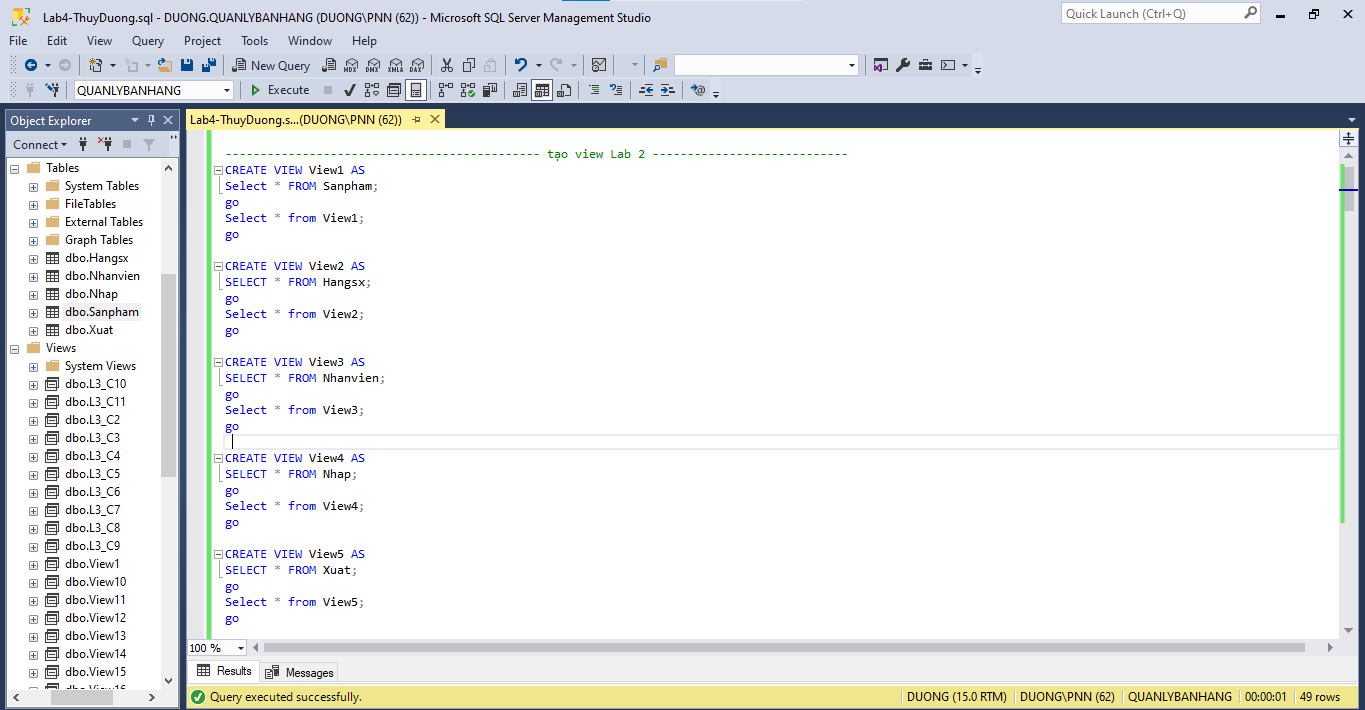 Lab4-ThuyDuong.sql - DUONG.QUANLYBANHANG (DUONG\PNN (62)) - Microsoft SQL Server Management Studio
Quick Launch (Ctrl+Q)
File Edit View Query Project Tools Window Help
New Query MDX DMX XMLA DAX
QUANLYBANHANG Execute
Object Explorer
Connect
Tables
System Tables
FileTables
External Tables
Graph Tables
dbo.Hangsx
dbo.Nhanvien
dbo.Nhap
dbo.Sanpham
dbo.Xuat
Views
System Views
dbo.L3_C10
dbo.L3_C11
dbo.L3_C2
dbo.L3_C3
dbo.L3_C4
dbo.L3_C5
dbo.L3_C6
dbo.L3_C7
dbo.L3_C8
dbo.L3_C9
dbo.View1
dbo.View10
dbo.View11
dbo.View12
dbo.View13
dbo.View14
dbo.View15
dbo.View16
Lab4-ThuyDuong.s...(DUONG\PNN (62))
--------------------------------------------- tạo view Lab 2 ----------------------------
CREATE VIEW View1 AS
Select * FROM Sanpham;
go
Select * from View1;
go
CREATE VIEW View2 AS
SELECT * FROM Hangsx;
go
Select * from View2;
go
CREATE VIEW View3 AS
SELECT * FROM Nhanvien;
go
Select * from View3;
go
CREATE VIEW View4 AS
SELECT * FROM Nhap;
go
Select * from View4;
go
CREATE VIEW View5 AS
SELECT * FROM Xuat;
go
Select * from View5;
go
100 %
Results Messages
Query executed successfully. DUONG (15.0 RTM) DUONG\PNN (62) QUANLYBANHANG 00:00:01 49 rows